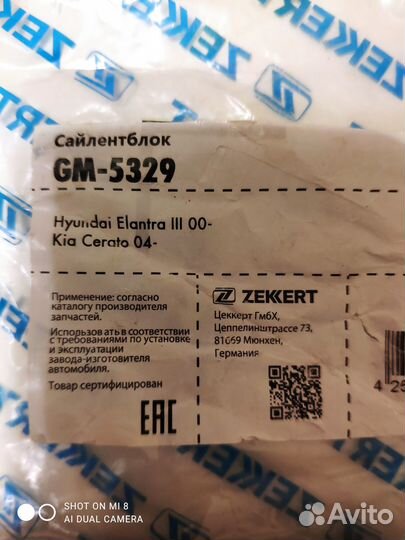 ZEKKERT
Сайлентблок
GM-5329
Hyundai Elantra III 00-
Kia Cerato 04-
Применение: согласно
каталогу производителя
запчастей.
Использовать в соответствии
с требованиями по установке
и эксплуатации
завода-изготовителя
автомобиля.
Товар сертифицирован
EAC
ZEKKERT
Цеккерт ГмбХ,
Цеппелинштрассе 73,
81669 Мюнхен,
Германия
SHOT ON MI 8
AI DUAL CAMERA
Avito